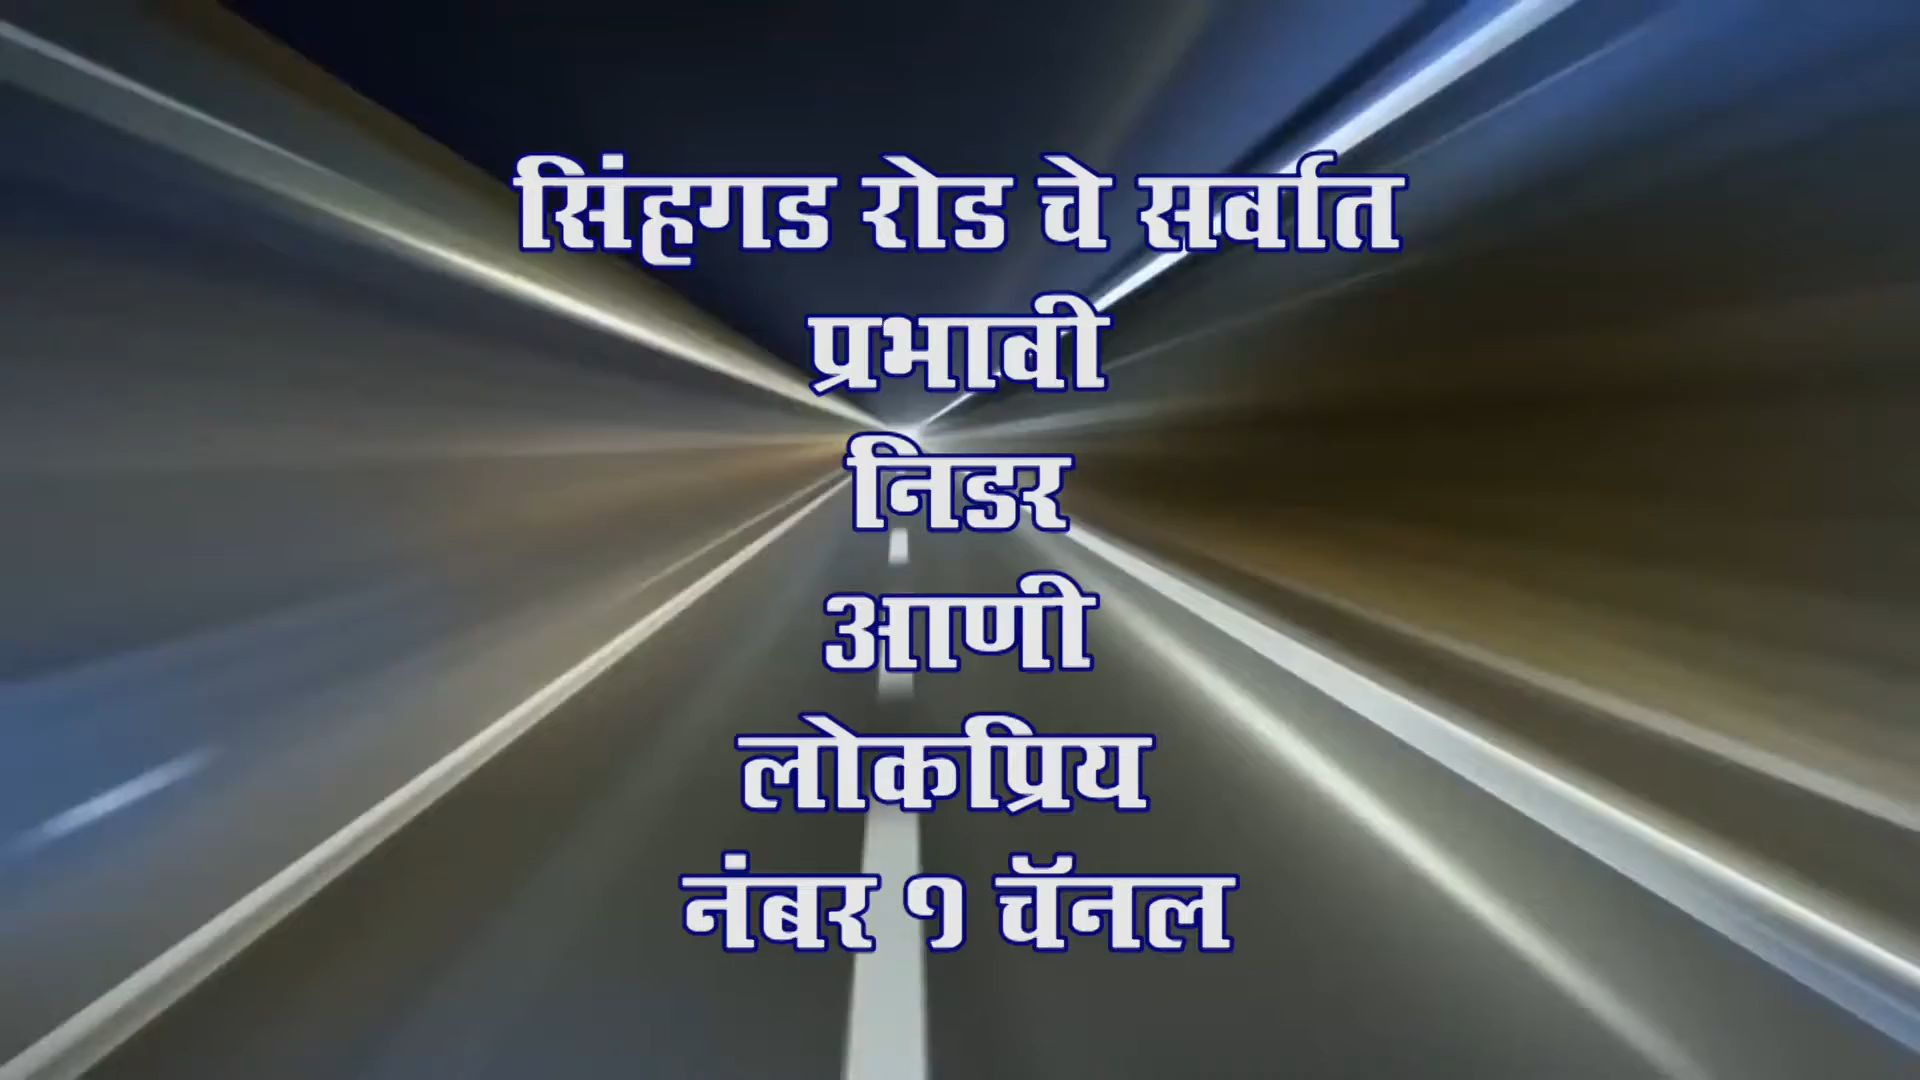 सिंहगड रोड चे सर्वात
प्रभावी
निडर
आणी
लोकप्रिय
नंबर १ चॅनल